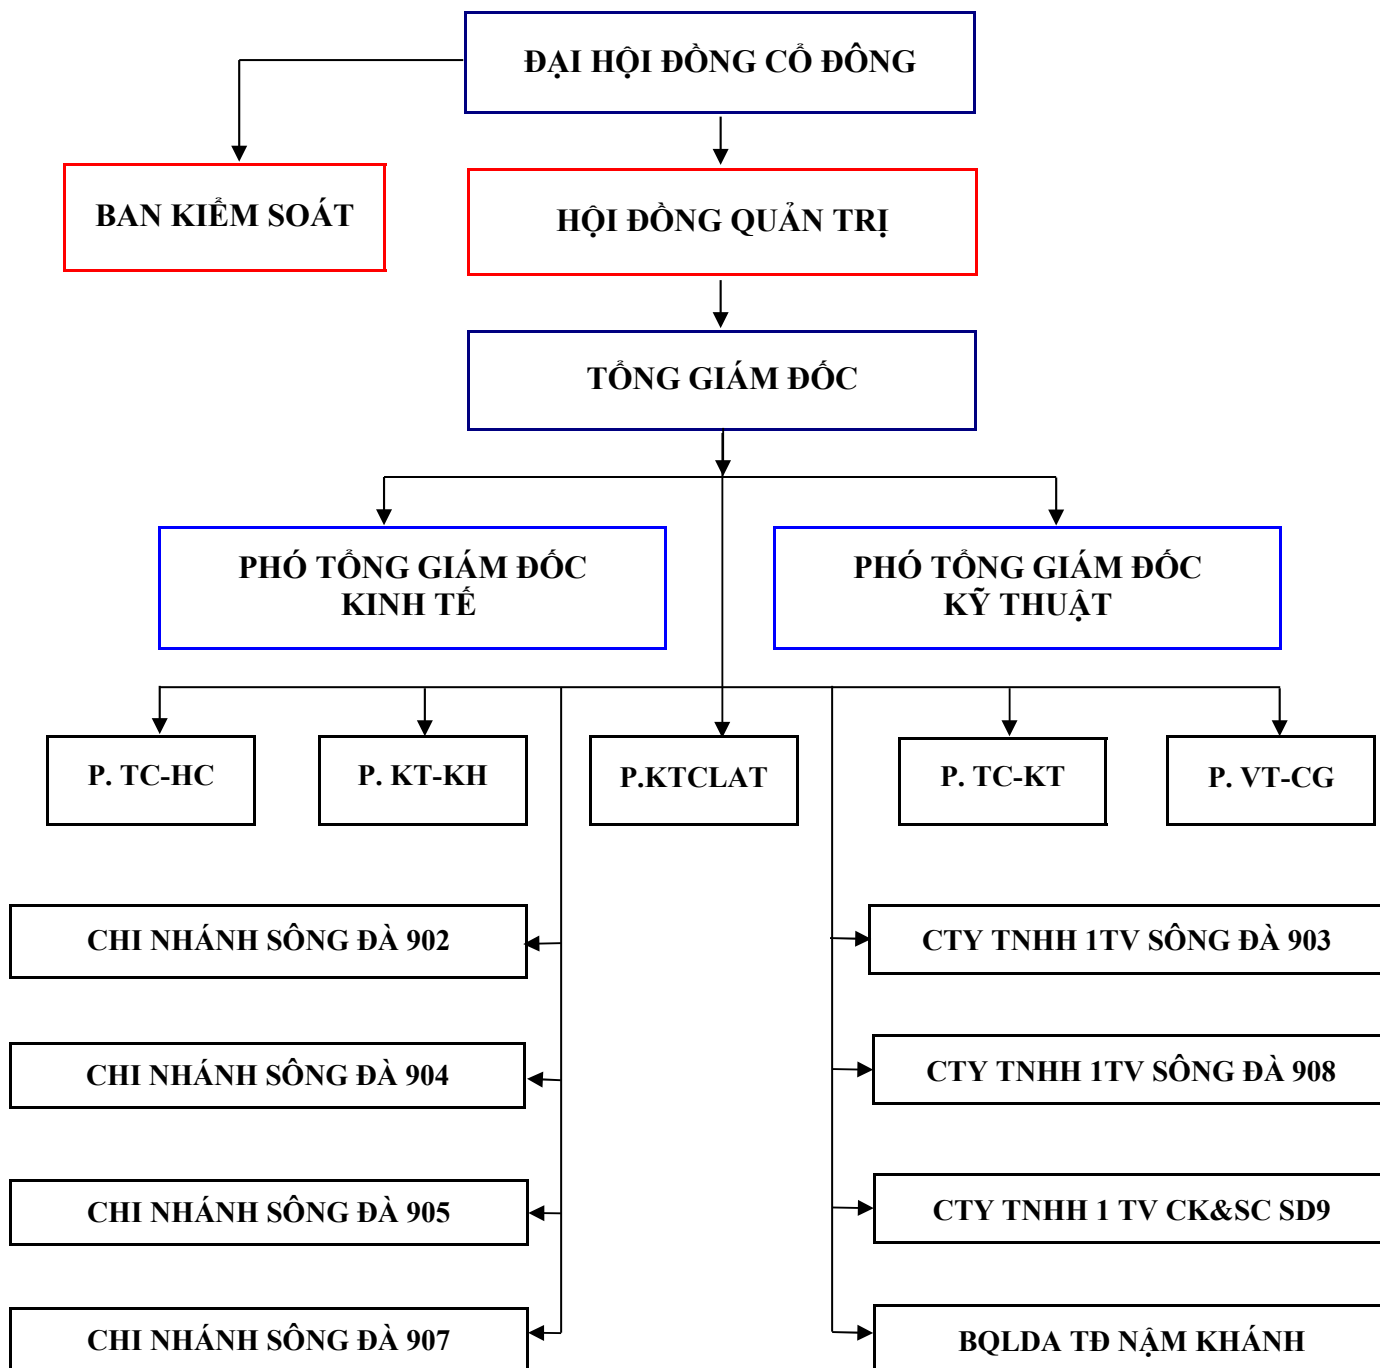 ĐẠI HỘI ĐỒNG CỔ ĐÔNG
BAN KIỂM SOÁT
HỘI ĐỒNG QUẢN TRỊ
TỔNG GIÁM ĐỐC
PHÓ TỔNG GIÁM ĐỐC
KINH TẾ
PHÓ TỔNG GIÁM ĐỐC
KỸ THUẬT
P. TC-HC
P. KT-KH
P.KTCLAT
P. TC-KT
P. VT-CG
CHI NHÁNH SÔNG ĐÀ 902
CTY TNHH 1TV SÔNG ĐÀ 903
CHI NHÁNH SÔNG ĐÀ 904
CTY TNHH 1TV SÔNG ĐÀ 908
CHI NHÁNH SÔNG ĐÀ 905
CTY TNHH 1 TV CK&SC SD9
CHI NHÁNH SÔNG ĐÀ 907
BQLDA TĐ NẬM KHÁNH